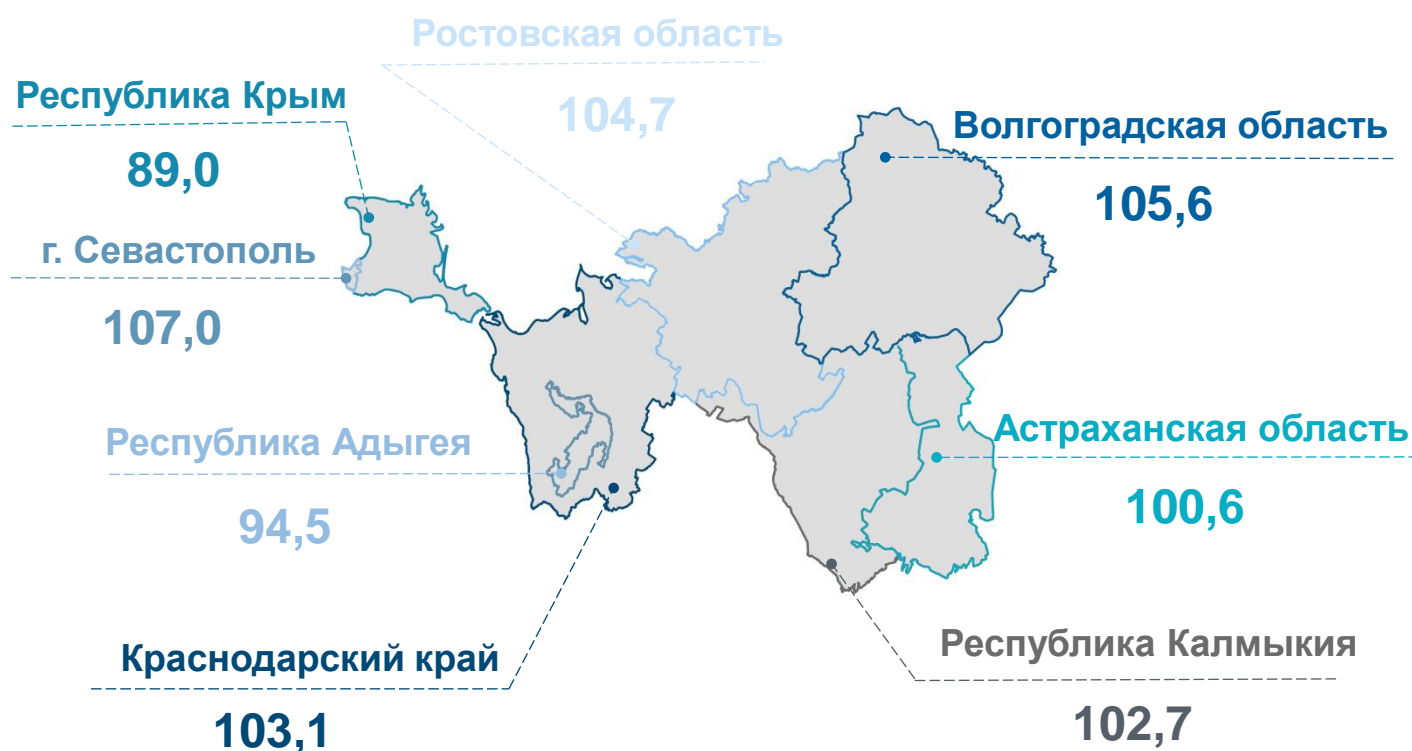 Ростовская область
104,7
Республика Крым
89,0
Волгоградская область
105,6
г. Севастополь
107,0
Республика Адыгея
94,5
Астраханская область
100,6
Краснодарский край
103,1
Республика Калмыкия
102,7